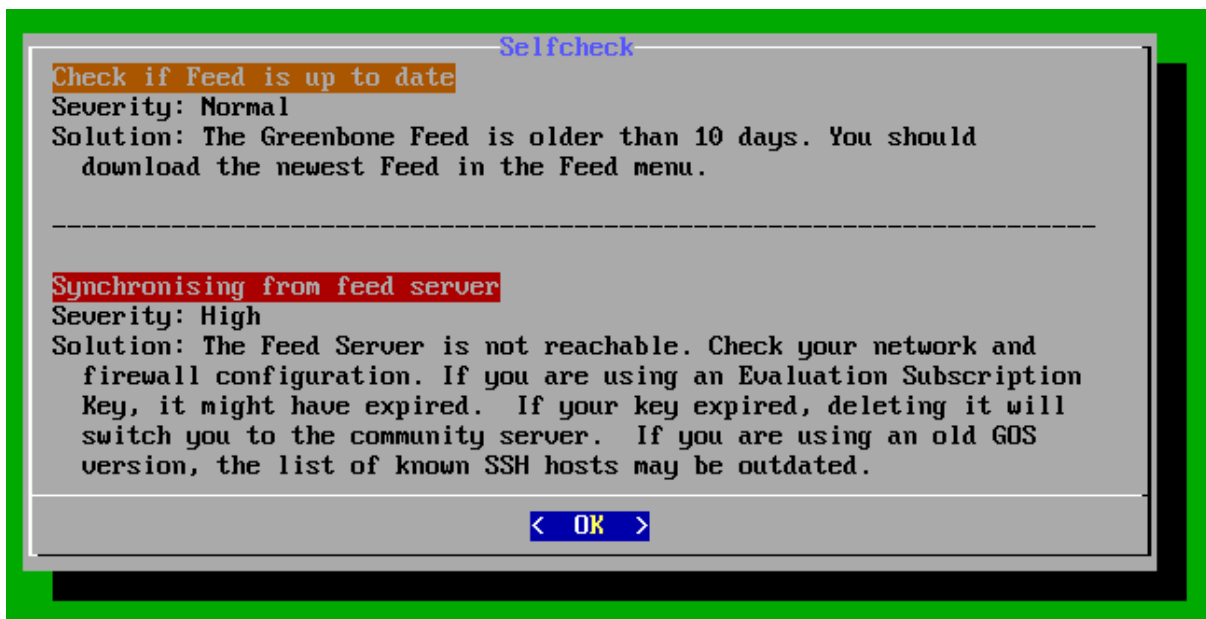 Selfcheck
Check if Feed is up to date
Severity: Normal
Solution: The Greenbone Feed is older than 10 days. You should
download the newest Feed in the Feed menu.
----------------------------------------------------------------------
Synchronising from feed server
Severity: High
Solution: The Feed Server is not reachable. Check your network and
firewall configuration. If you are using an Evaluation Subscription
Key, it might have expired.  If your key expired, deleting it will
switch you to the community server.  If you are using an old GOS
version, the list of known SSH hosts may be outdated.
<  OK  >